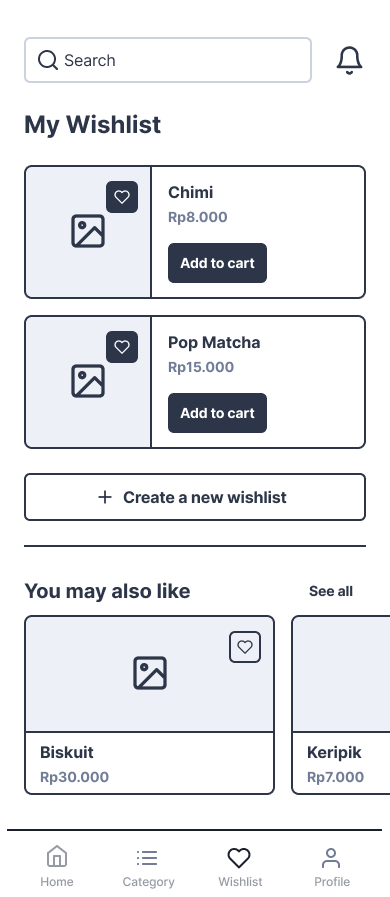 Search
My Wishlist
Chimi
Rp8.000
Add to cart
Pop Matcha
Rp15.000
Add to cart
Create a new wishlist
You may also like
See all
Biskuit
Rp30.000
Keripik
Rp7.000
Home
Category
Wishlist
Profile